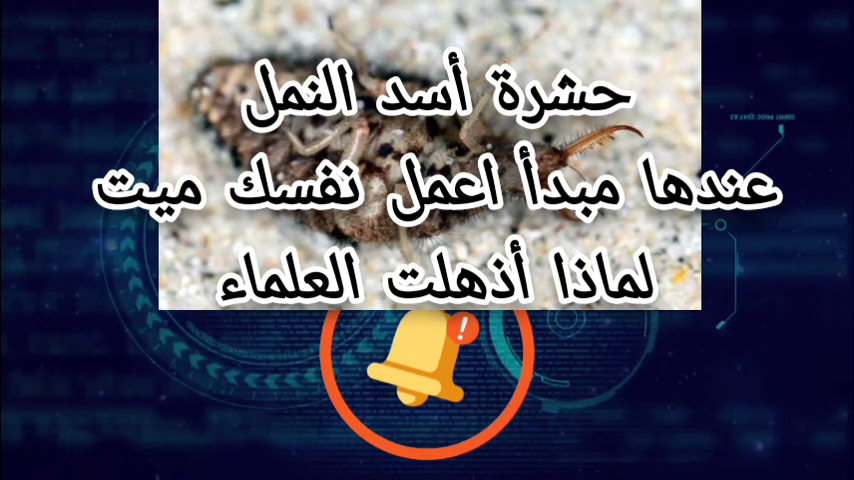 حشرة أسد النمل
عندها مبدأ اعمل نفسك ميت
لماذا أذهلت العلماء
!